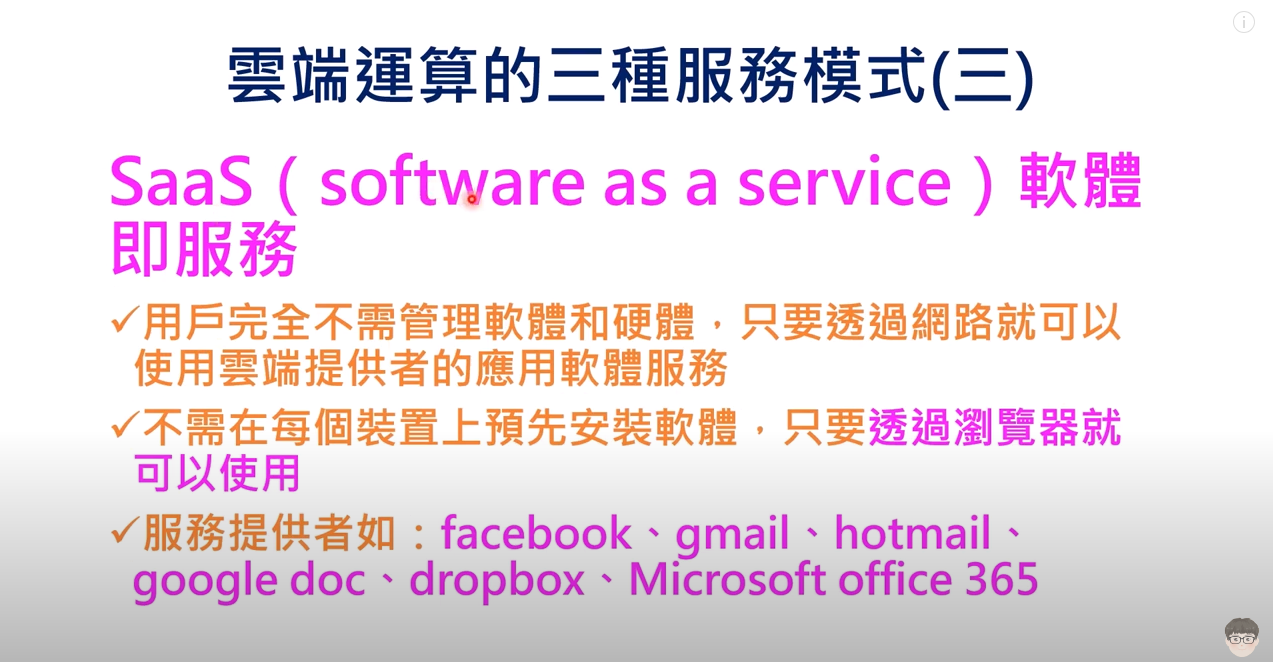 雲端運算的三種服務模式(三)
SaaS（software as a service）軟體
即服務
✓用戶完全不需管理軟體和硬體，只要透過網路就可以
使用雲端提供者的應用軟體服務
✓不需在每個裝置上預先安裝軟體，只要透過瀏覽器就
可以使用
✓服務提供者如：facebook、gmail、hotmail、
google doc、dropbox、Microsoft office 365